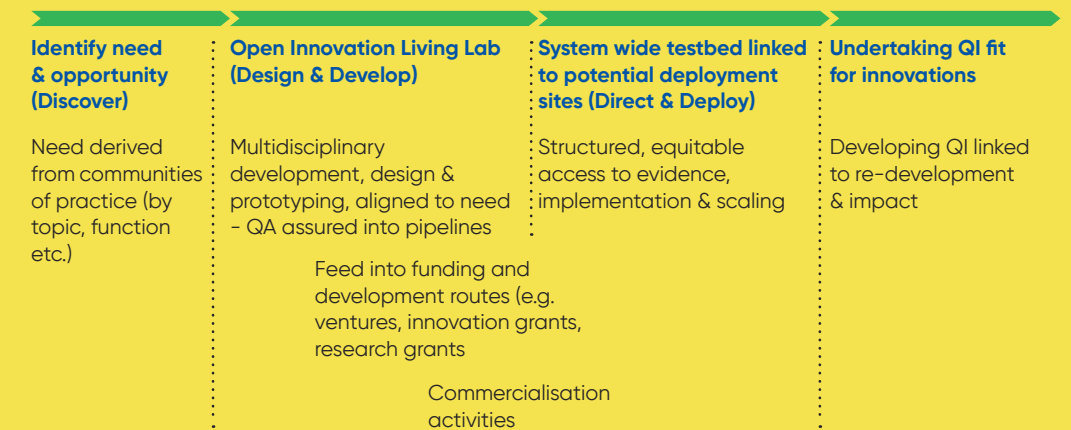 Identify need
& opportunity
(Discover)
Need derived
from communities
of practice (by
topic, function
etc.)
Open Innovation Living Lab
(Design & Develop)
Multidisciplinary
development, design &
prototyping, aligned to need
- QA assured into pipelines
System wide testbed linked
to potential deployment
sites (Direct & Deploy)
Structured, equitable
access to evidence,
implementation & scaling
Undertaking QI fit
for innovations
Developing QI linked
to re-development
& impact
Feed into funding and
development routes (e.g.
ventures, innovation grants,
research grants
Commercialisation
activities